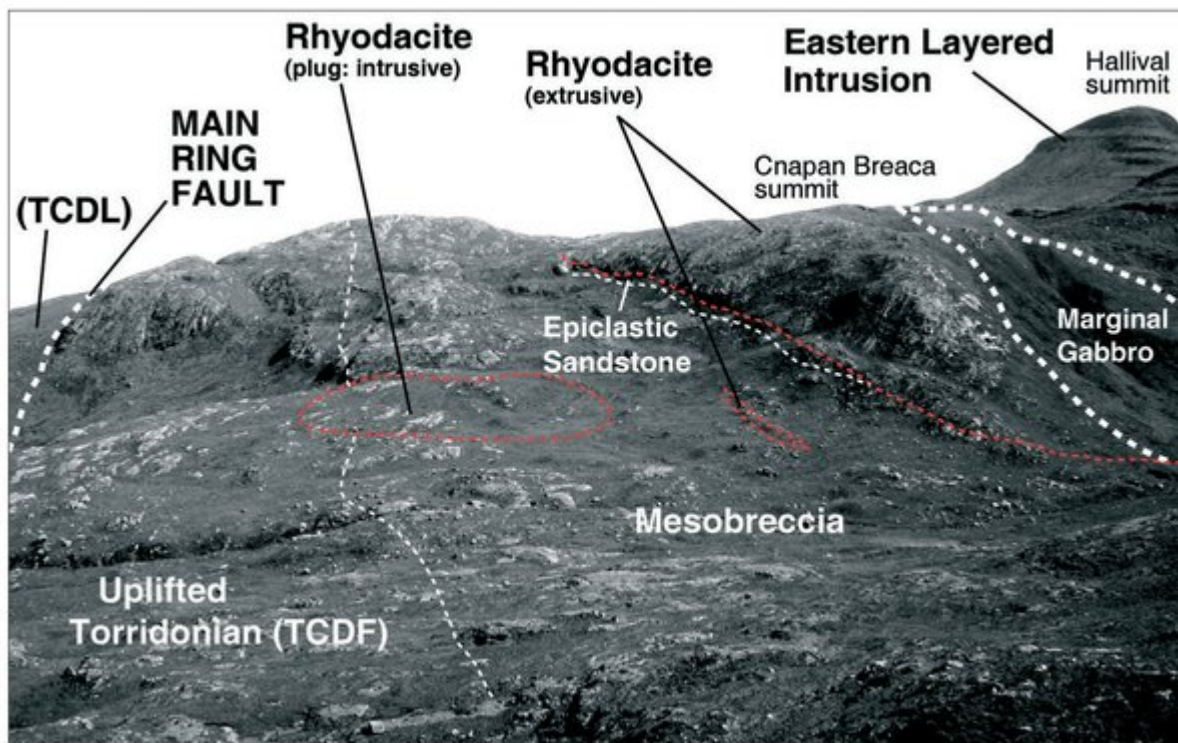 Rhyodacite
(plug: intrusive)
Rhyodacite
(extrusive)
Eastern Layered
Intrusion
Hallival
summit
MAIN
RING
FAULT
Cnapan Breaca
summit
(TCDL)
Epiclastic
Sandstone
Marginal
Gabbro
Mesobreccia
Uplifted
Torridonian (TCDF)